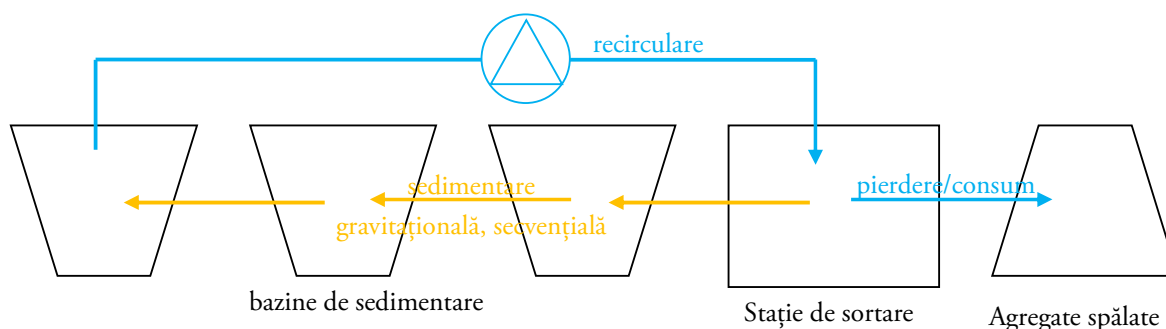 recirculare
sedimentare
gravitațională, secvențială
pierdere/consum
bazine de sedimentare
Stație de sortare
Agregate spălate